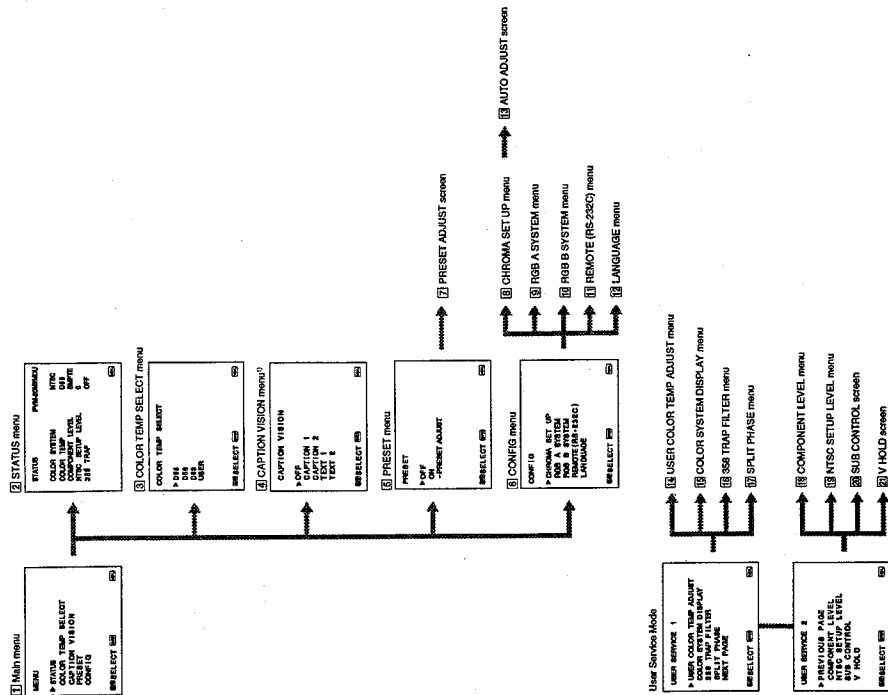 1 Main menu
MENU
▶ STATUS
COLOR TEMP SELECT
CAPTION VISION
PRESET
CONFIG
SELECT
2 STATUS menu
STATUS
COLOR SYSTEM NTSC
COLOR TEMP D65
COMPONENT LEVEL SMPTE
NTSC SETUP LEVEL 0
358 TRAP OFF
3 COLOR TEMP SELECT menu
COLOR TEMP SELECT
▶ D65
D56
D93
USER
SELECT
4 CAPTION VISION menu¹⁾
CAPTION VISION
▶ OFF
CAPTION 1
CAPTION 2
TEXT 1
TEXT 2
SELECT
5 PRESET menu
PRESET
▶ OFF
ON
–PRESET ADJUST
SELECT
7 PRESET ADJUST screen
6 CONFIG menu
CONFIG
▶ CHROMA SET UP
RGB A SYSTEM
RGB B SYSTEM
REMOTE(RS-232C)
LANGUAGE
SELECT
8 CHROMA SET UP menu
13 AUTO ADJUST screen
9 RGB A SYSTEM menu
10 RGB B SYSTEM menu
11 REMOTE (RS-232C) menu
12 LANGUAGE menu
User Service Mode
USER SERVICE 1
▶ USER COLOR TEMP ADJUST
COLOR SYSTEM DISPLAY
358 TRAP FILTER
SPLIT PHASE
NEXT PAGE
SELECT
14 USER COLOR TEMP ADJUST menu
15 COLOR SYSTEM DISPLAY menu
16 358 TRAP FILTER menu
17 SPLIT PHASE menu
USER SERVICE 2
▶ PREVIOUS PAGE
COMPONENT LEVEL
NTSC SETUP LEVEL
SUB CONTROL
V HOLD
SELECT
18 COMPONENT LEVEL menu
19 NTSC SETUP LEVEL menu
20 SUB CONTROL screen
21 V HOLD screen